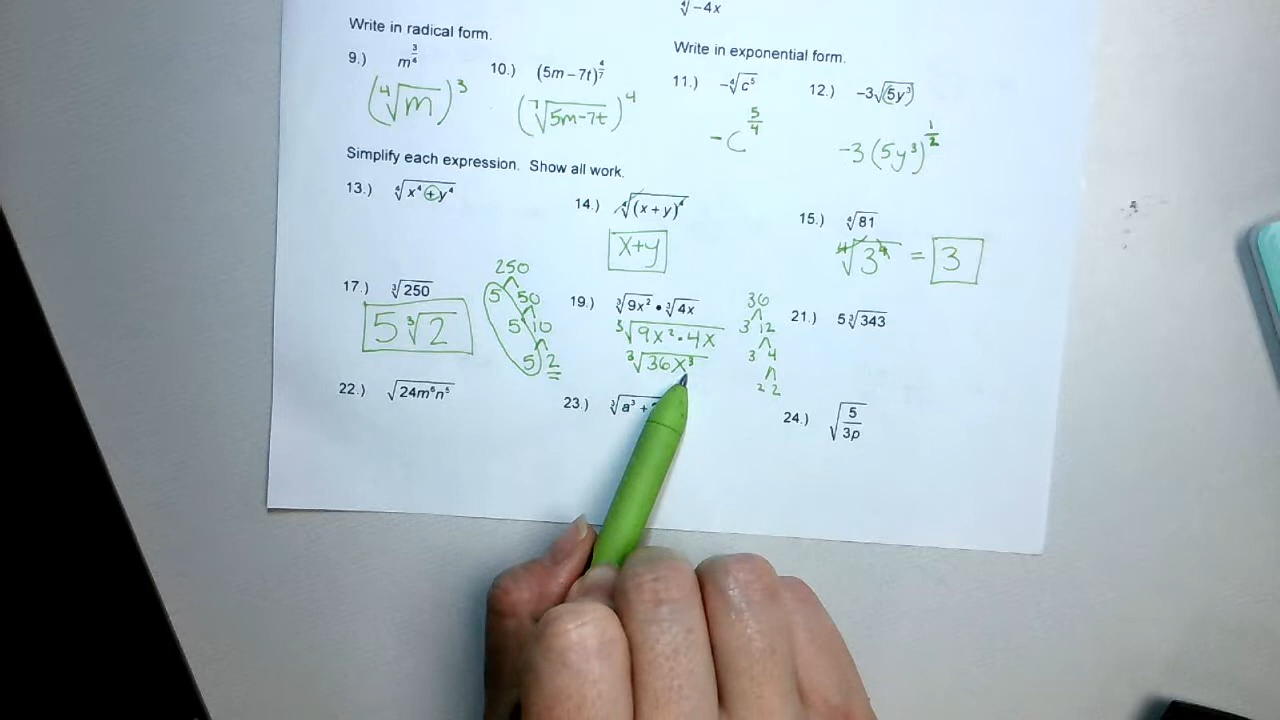 ∜-4x
Write in radical form.
Write in exponential form.
9.) m^(3/4)
10.) (5m – 7t)^(4/7)
11.) -∜(c⁵)
12.) -3√(5y³)
(∜m)³
(⁷√(5m-7t))⁴
-c^(5/4)
-3(5y³)^(1/2)
Simplify each expression. Show all work.
13.) ∜(x⁴ + y⁴)
14.) ∜((x + y)⁴)
15.) ∜81
x+y
∜(3⁴) = 3
17.) ∛250
5∛2
250
5 50
5 10
5 2
19.) ∛(9x²) • ∛(4x)
∛(9x²·4x)
∛(36x³)
36
3 12
3 4
2 2
21.) 5∛343
22.) √(24m⁶n⁵)
23.) ∛(a³ +
24.) √(5/3p)